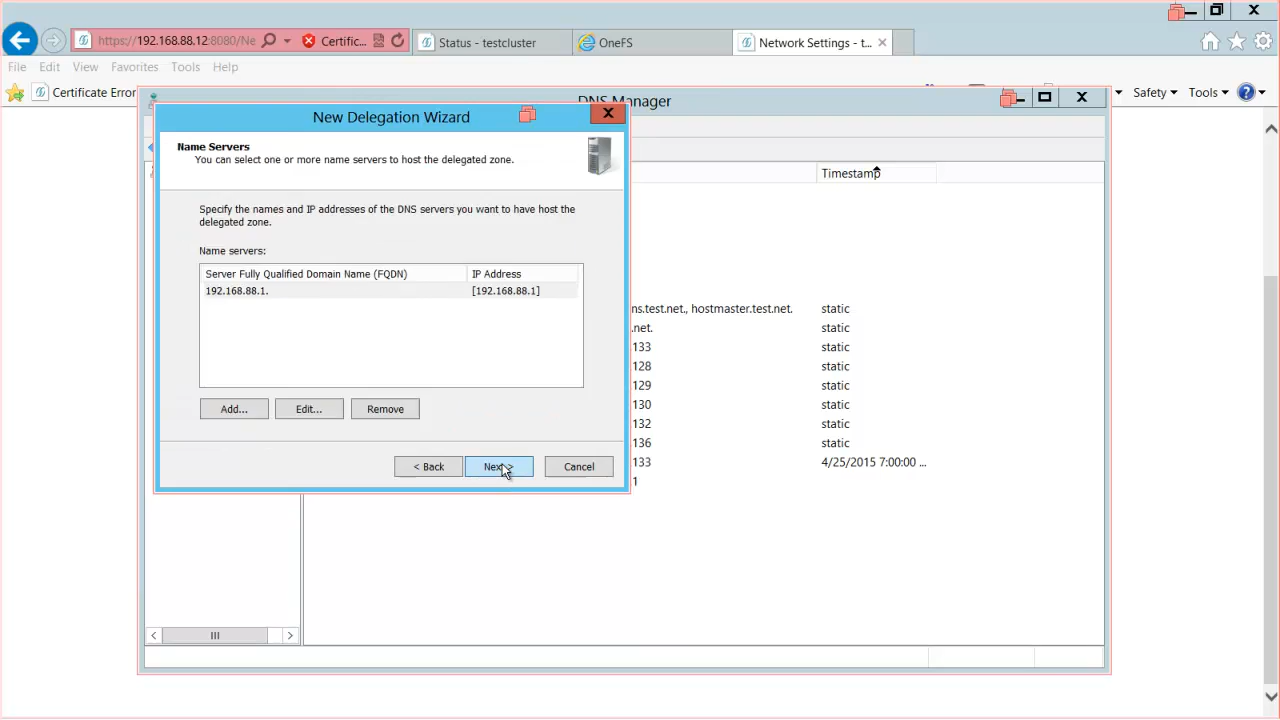 https://192.168.88.12:8080/Ne
Certific...
Status - testcluster
OneFS
Network Settings - t...
File Edit View Favorites Tools Help
Certificate Error
Safety
Tools
DNS Manager
New Delegation Wizard
Name Servers
You can select one or more name servers to host the delegated zone.
Timestamp
Specify the names and IP addresses of the DNS servers you want to have host the
delegated zone.
Name servers:
Server Fully Qualified Domain Name (FQDN) IP Address
192.168.88.1. [192.168.88.1]
ns.test.net., hostmaster.test.net. static
.net. static
133 static
128 static
129 static
130 static
132 static
136 static
133 4/25/2015 7:00:00 ...
1
Add... Edit... Remove
< Back Next > Cancel